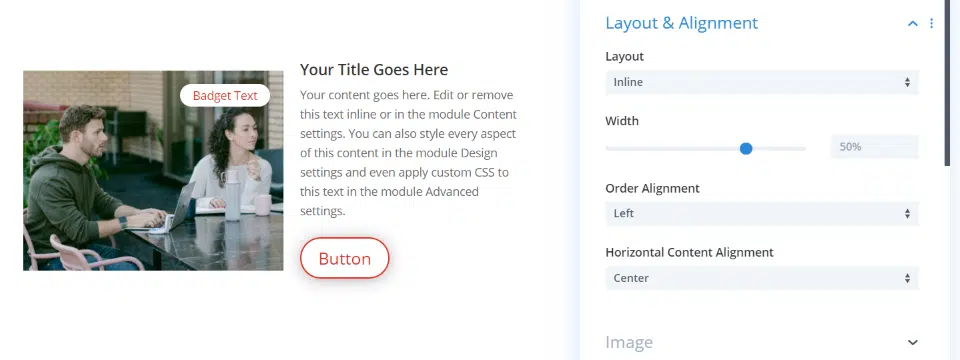 Badget Text
Your Title Goes Here
Your content goes here. Edit or remove
this text inline or in the module Content
settings. You can also style every aspect
of this content in the module Design
settings and even apply custom CSS to
this text in the module Advanced
settings.
Button
Layout & Alignment
Layout
Inline
Width
50%
Order Alignment
Left
Horizontal Content Alignment
Center
Image